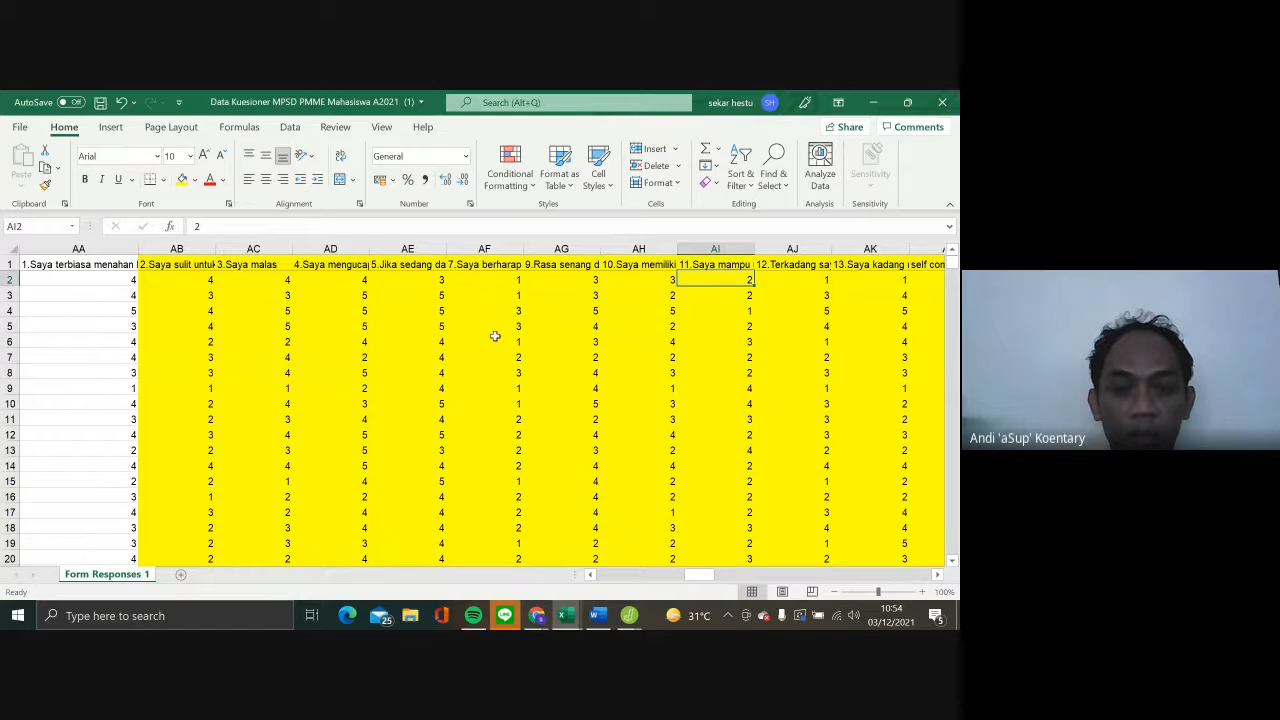 AutoSave Off Data Kuesioner MPSD PMME Mahasiswa A2021 (1) Search (Alt+Q) sekar hestu SH
File Home Insert Page Layout Formulas Data Review View Help Share Comments
Paste Arial 10 General Conditional Formatting Format as Table Cell Styles Insert Delete Format Sort & Filter Find & Select Analyze Data Sensitivity
Clipboard Font Alignment Number Styles Cells Editing Analysis Sensitivity
AI2 fx 2
AA AB AC AD AE AF AG AH AI AJ AK
1 1.Saya terbiasa menahan 2.Saya sulit untuk 3.Saya malas 4.Saya menguca 5.Jika sedang da 7.Saya berharap 9.Rasa senang d 10.Saya memiliki 11.Saya mampu 12.Terkadang sa 13.Saya kadang self con
2 4 4 4 4 3 1 3 3 2 1 1
3 4 3 3 5 5 1 3 2 2 3 4
4 5 4 5 5 5 3 5 5 1 5 5
5 3 4 5 5 5 3 4 2 2 4 4
6 4 2 2 4 4 1 3 4 3 1 4
7 4 3 4 2 4 2 2 2 2 2 3
8 3 3 4 5 4 3 4 3 2 3 3
9 1 1 1 2 4 1 4 1 4 1 1
10 4 2 4 3 5 1 5 3 4 3 2
11 3 2 3 4 4 2 2 3 3 3 3
12 4 3 4 5 5 2 4 4 2 3 3
13 2 2 3 5 3 2 3 2 4 2 2
14 4 4 4 5 4 2 4 4 2 4 4
15 2 2 1 4 5 1 4 2 2 1 2
16 3 1 2 2 4 2 4 2 2 2 2
17 4 3 2 4 4 2 4 1 2 3 4
18 3 2 3 4 4 2 4 3 3 4 4
19 3 2 3 3 4 1 2 2 2 1 5
20 4 2 2 4 4 2 2 2 3 2 3
Form Responses 1
Ready 100%
Type here to search 25 31°C 10:54
03/12/2021 5
Andi 'aSup' Koentary